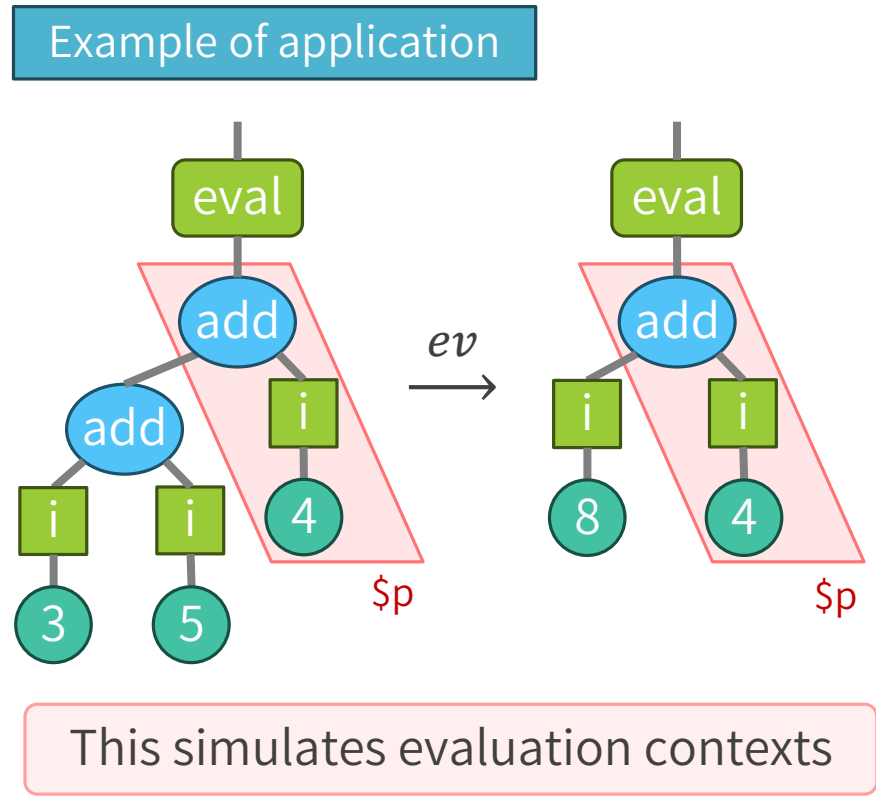 Example of application
eval
eval
add
add
ev
add
i
i
i
i
i
4
8
4
3
5
$p
$p
This simulates evaluation contexts